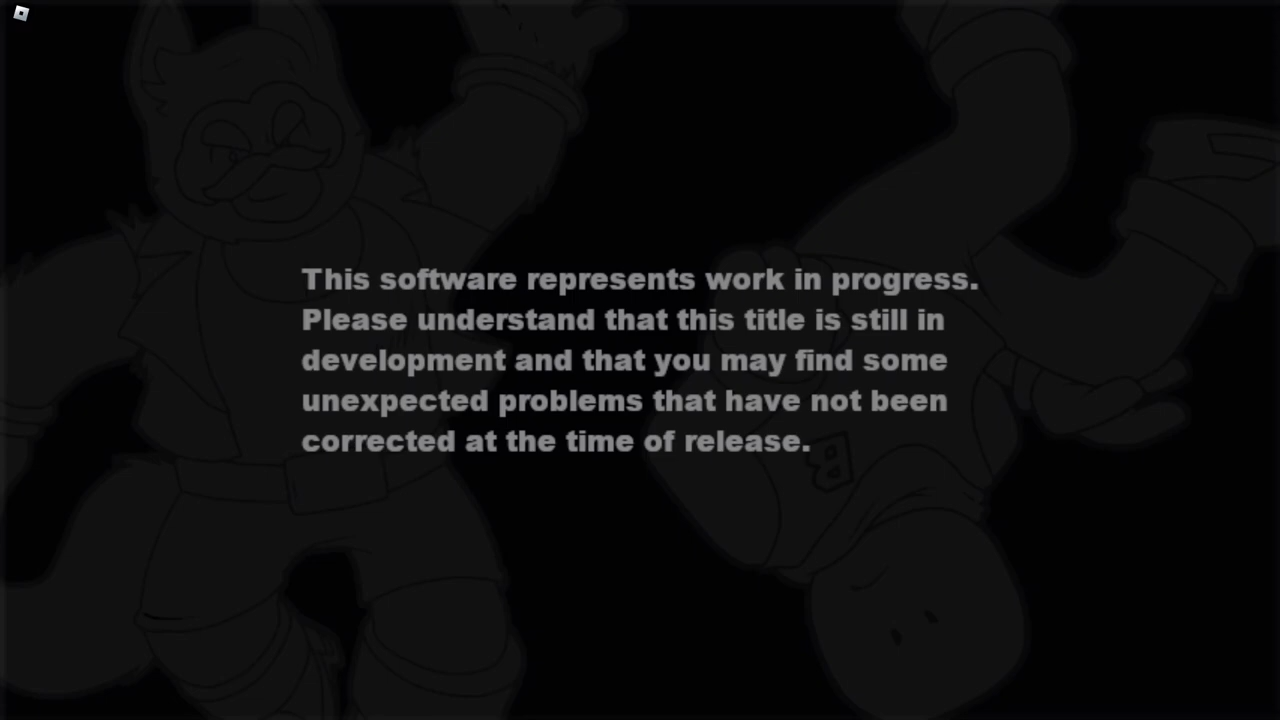 This software represents work in progress.
Please understand that this title is still in
development and that you may find some
unexpected problems that have not been
corrected at the time of release.
B